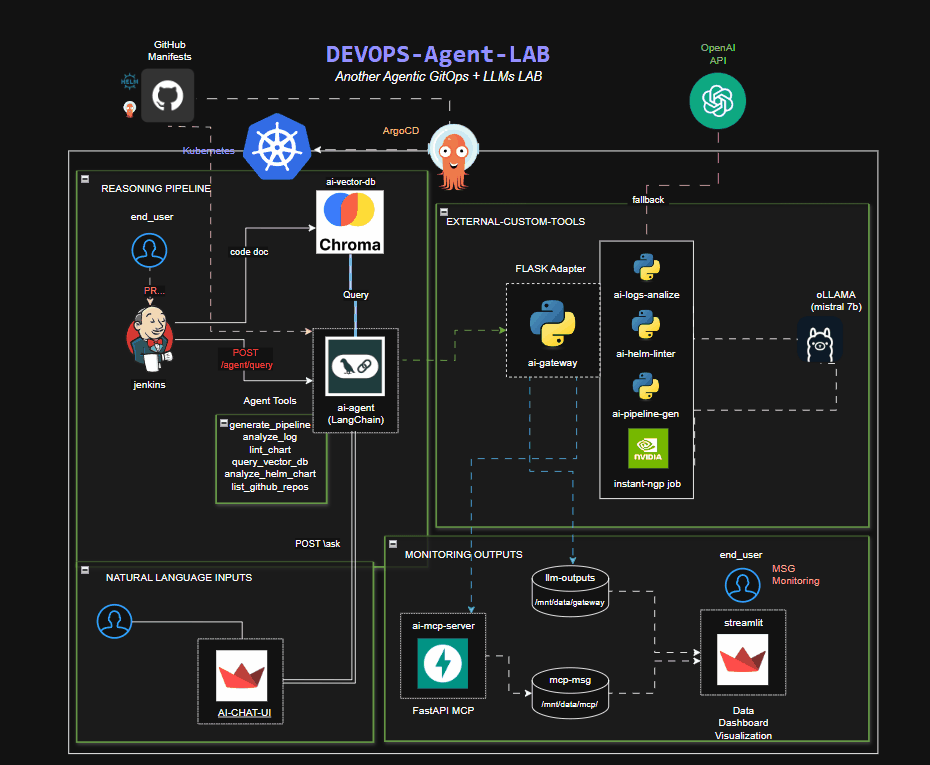 DEVOPS-Agent-LAB
Another Agentic GitOps + LLMs LAB
GitHub
Manifests
HELM
OpenAI
API
ArgoCD
Kubernetes
REASONING PIPELINE
ai-vector-db
Chroma
end_user
code doc
PR...
Query
jenkins
POST
/agent/query
Agent Tools
ai-agent
(LangChain)
generate_pipeline
analyze_log
lint_chart
query_vector_db
analyze_helm_chart
list_github_repos
POST \ask
fallback
EXTERNAL-CUSTOM-TOOLS
FLASK Adapter
ai-gateway
ai-logs-analize
ai-helm-linter
ai-pipeline-gen
NVIDIA
instant-ngp job
oLLAMA
(mistral 7b)
NATURAL LANGUAGE INPUTS
AI-CHAT-UI
MONITORING OUTPUTS
ai-mcp-server
FastAPI MCP
llm-outputs
/mnt/data/gateway
mcp-msg
/mnt/data/mcp/
end_user
MSG
Monitoring
streamlit
Data
Dashboard
Visualization